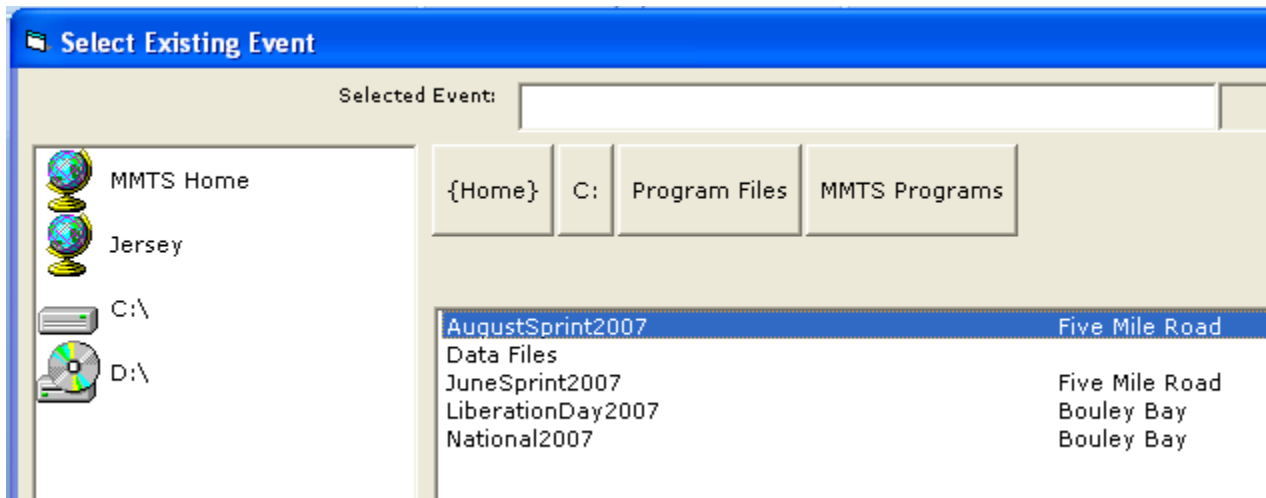 Select Existing Event
Selected Event:
MMTS Home
Jersey
C:\
D:\
{Home} C: Program Files MMTS Programs
AugustSprint2007 Five Mile Road
Data Files
JuneSprint2007 Five Mile Road
LiberationDay2007 Bouley Bay
National2007 Bouley Bay